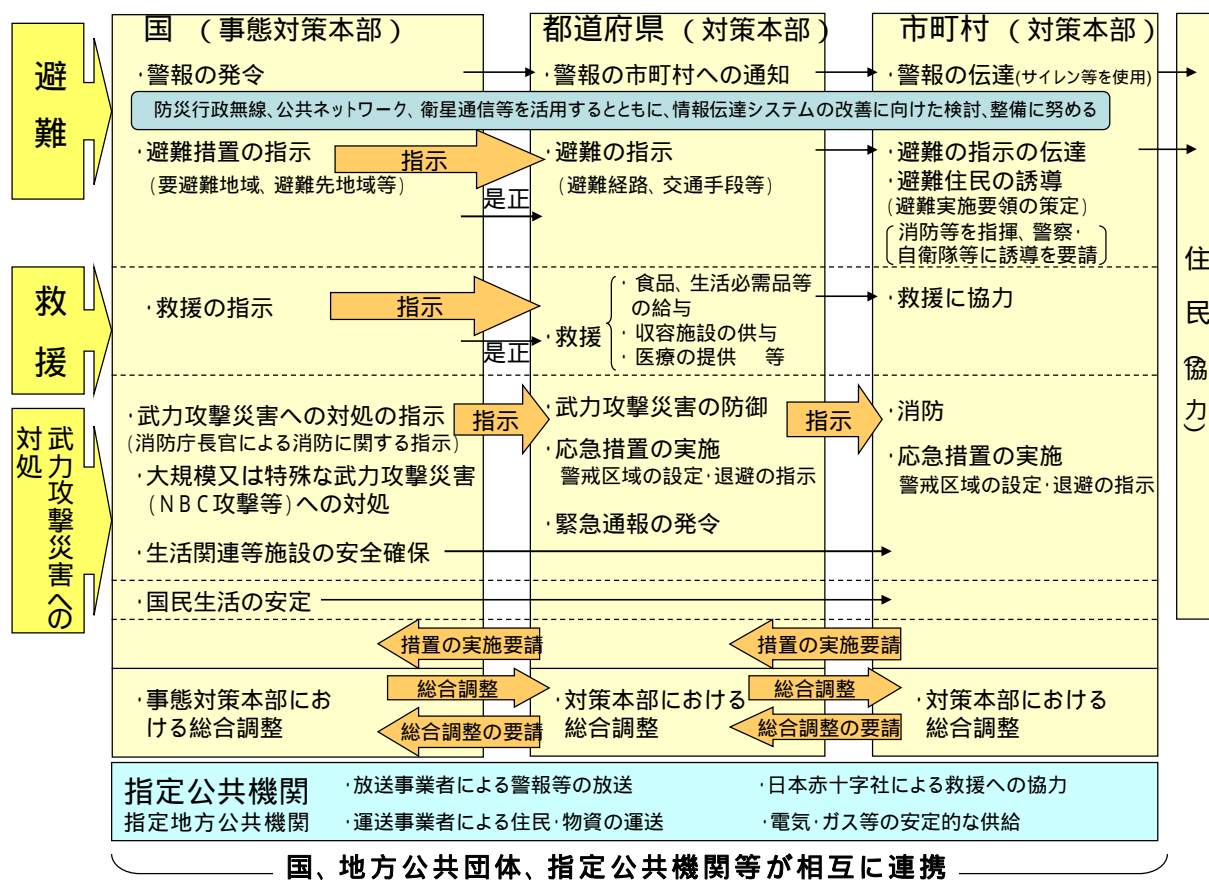 国 （事態対策本部）
都道府県 （対策本部）
市町村 （対策本部）
避難
・警報の発令
・警報の市町村への通知
・警報の伝達(サイレン等を使用)
防災行政無線、公共ネットワーク、衛星通信等を活用するとともに、情報伝達システムの改善に向けた検討、整備に努める
・避難措置の指示
(要避難地域、避難先地域等)
指示
是正
・避難の指示
(避難経路、交通手段等)
・避難の指示の伝達
・避難住民の誘導
(避難実施要領の策定)
消防等を指揮、警察・
自衛隊等に誘導を要請
救援
・救援の指示
指示
是正
・救援
・食品、生活必需品等
の給与
・収容施設の供与
・医療の提供　等
・救援に協力
武力攻撃災害への
対処
・武力攻撃災害への対処の指示
(消防庁長官による消防に関する指示)
・大規模又は特殊な武力攻撃災害
(NBC攻撃等)への対処
指示
・武力攻撃災害の防御
・応急措置の実施
警戒区域の設定・退避の指示
・緊急通報の発令
指示
・消防
・応急措置の実施
警戒区域の設定・退避の指示
・生活関連等施設の安全確保
・国民生活の安定
措置の実施要請
措置の実施要請
・事態対策本部にお
ける総合調整
総合調整
総合調整の要請
・対策本部における
総合調整
総合調整
総合調整の要請
・対策本部における
総合調整
住民（協力）
指定公共機関
指定地方公共機関
・放送事業者による警報等の放送
・日本赤十字社による救援への協力
・運送事業者による住民・物資の運送
・電気・ガス等の安定的な供給
国、地方公共団体、指定公共機関等が相互に連携